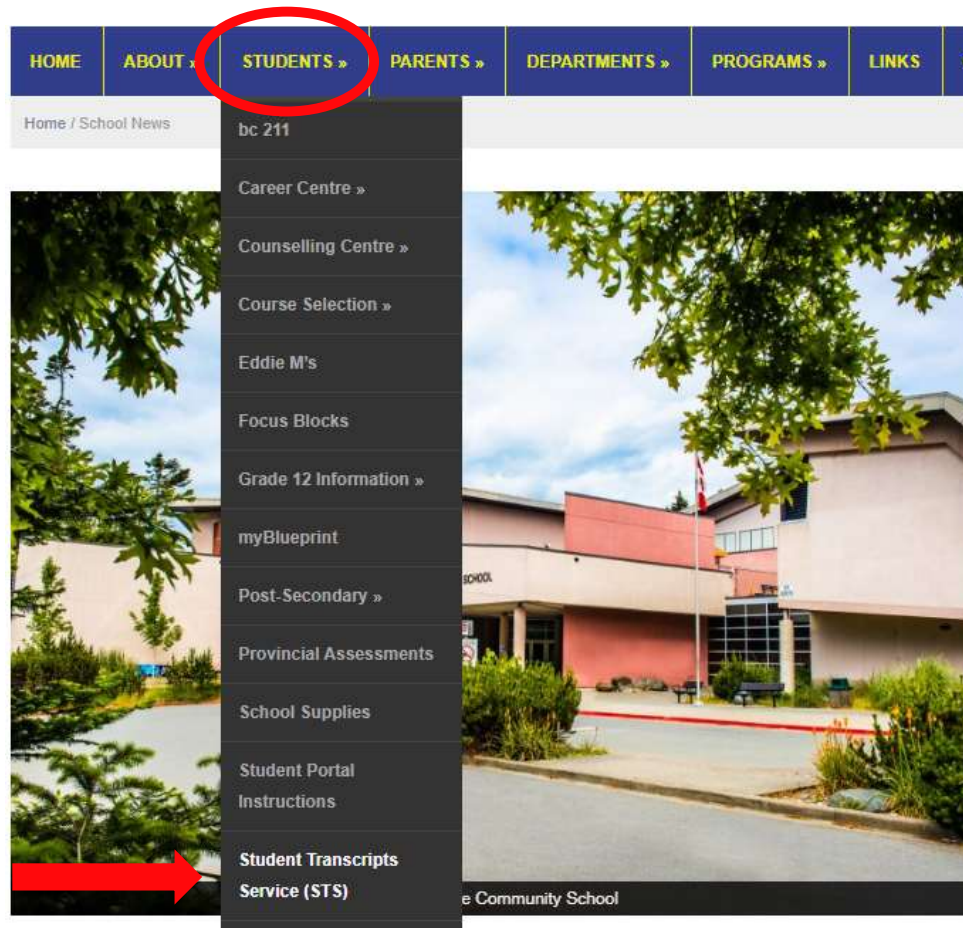 HOME ABOUT » STUDENTS » PARENTS » DEPARTMENTS » PROGRAMS » LINKS
Home / School News
bc 211
Career Centre »
Counselling Centre »
Course Selection »
Eddie M's
Focus Blocks
Grade 12 Information »
myBlueprint
Post-Secondary »
SCHOOL
Provincial Assessments
School Supplies
Student Portal
Instructions
Student Transcripts
Service (STS)
e Community School